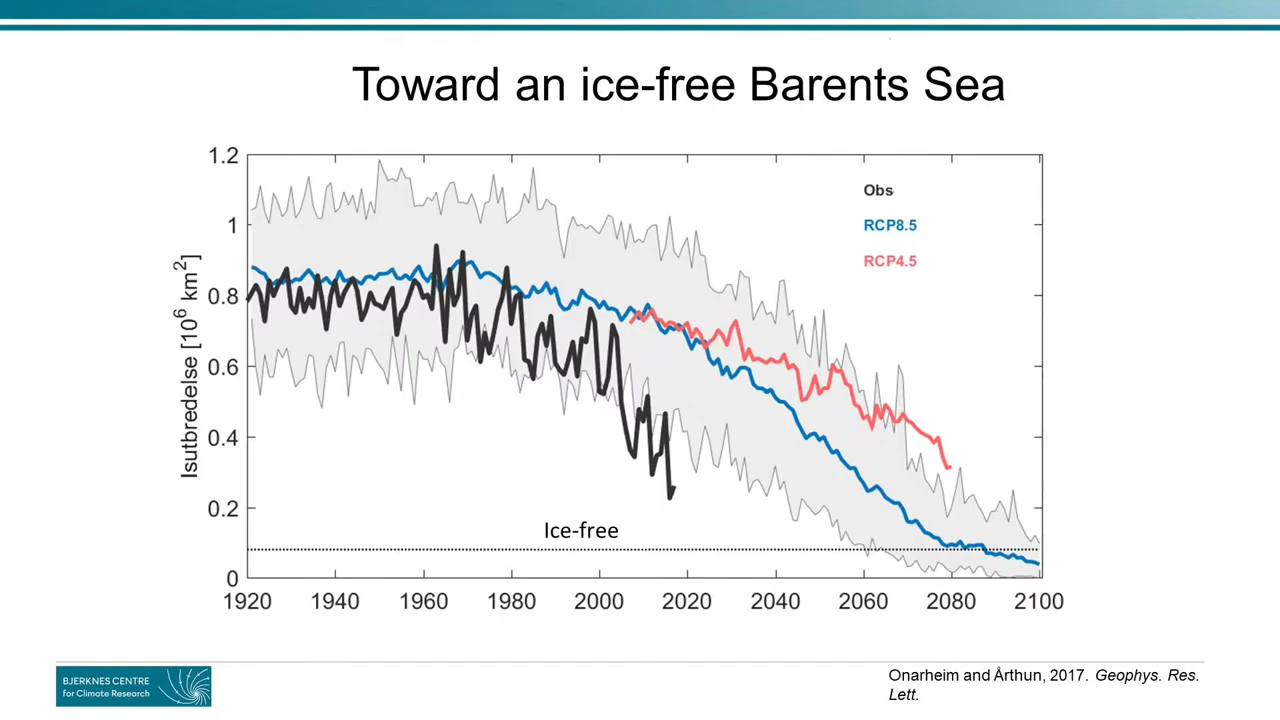 Toward an ice-free Barents Sea
Isutbredelse [10⁶ km²]
1.2
1
0.8
0.6
0.4
0.2
0
Obs
RCP8.5
RCP4.5
Ice-free
1920 1940 1960 1980 2000 2020 2040 2060 2080 2100
BJERKNES CENTRE
for Climate Research
Onarheim and Årthun, 2017. Geophys. Res.
Lett.